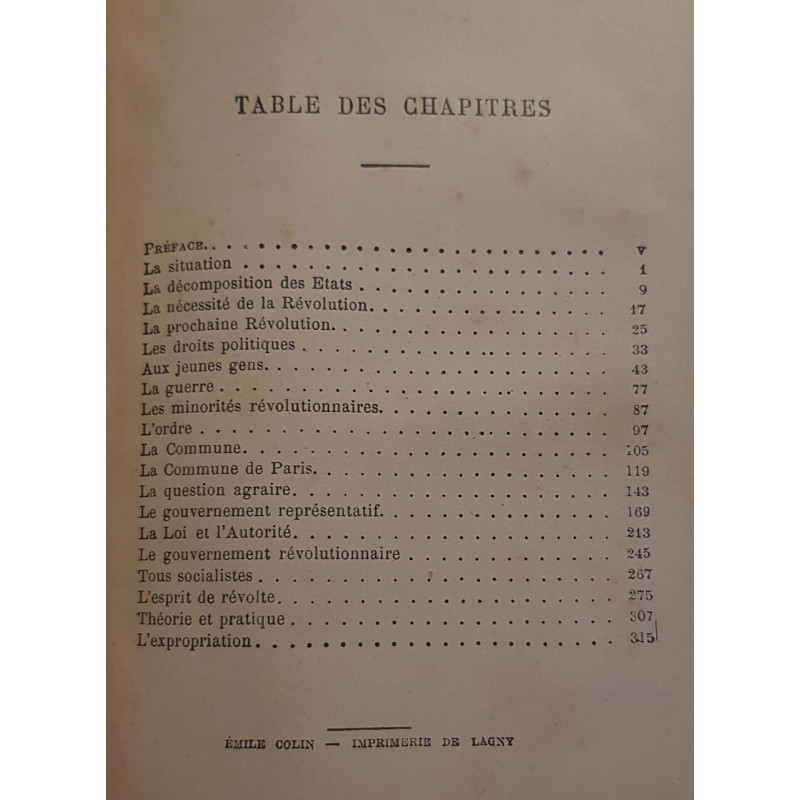 TABLE DES CHAPITRES
PRÉFACE. . . . . . . . . . . . . . . . . . . . . . . . . v
La situation . . . . . . . . . . . . . . . . . . . . . . . 1
La décomposition des Etats . . . . . . . . . . . . . . . . 9
La nécessité de la Révolution. . . . . . . . . . . . . . . 17
La prochaine Révolution. . . . . . . . . . . . . . . . . . 25
Les droits politiques . . . . . . . . . . . . . . . . . . . 33
Aux jeunes gens. . . . . . . . . . . . . . . . . . . . . . 43
La guerre . . . . . . . . . . . . . . . . . . . . . . . . 77
Les minorités révolutionnaires. . . . . . . . . . . . . . . 87
L'ordre . . . . . . . . . . . . . . . . . . . . . . . . . 97
La Commune. . . . . . . . . . . . . . . . . . . . . . . . 105
La Commune de Paris. . . . . . . . . . . . . . . . . . . . 119
La question agraire. . . . . . . . . . . . . . . . . . . . 143
Le gouvernement représentatif. . . . . . . . . . . . . . . 169
La Loi et l'Autorité. . . . . . . . . . . . . . . . . . . . 213
Le gouvernement révolutionnaire . . . . . . . . . . . . . . 245
Tous socialistes . . . . . . . . . . . . . . . . . . . . . 267
L'esprit de révolte. . . . . . . . . . . . . . . . . . . . 275
Théorie et pratique . . . . . . . . . . . . . . . . . . . . 307
L'expropriation. . . . . . . . . . . . . . . . . . . . . . 315
ÉMILE COLIN — IMPRIMERIE DE LAGNY